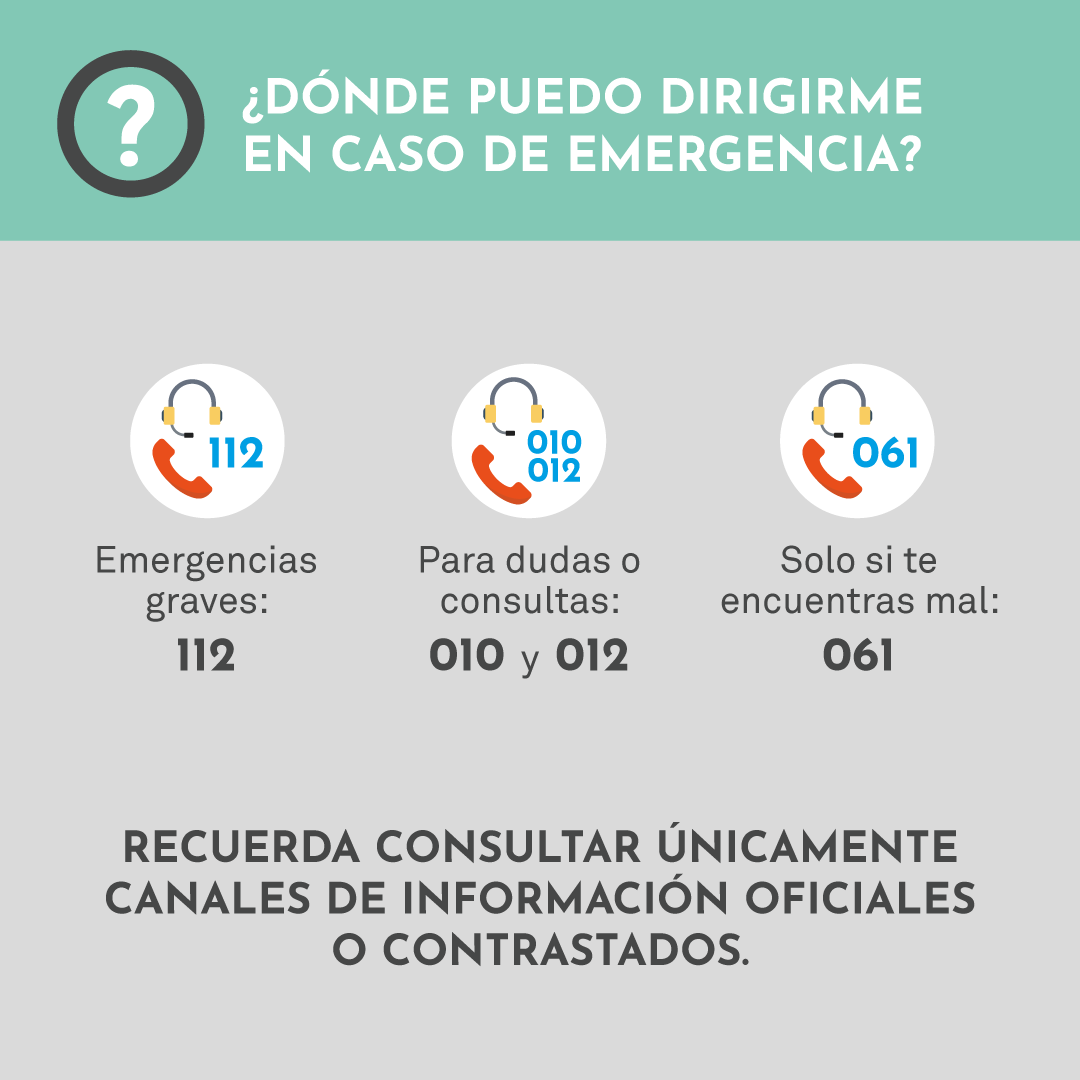 ?
¿DÓNDE PUEDO DIRIGIRME
EN CASO DE EMERGENCIA?
112
010
012
061
Emergencias
graves:
112
Para dudas o
consultas:
010 y 012
Solo si te
encuentras mal:
061
RECUERDA CONSULTAR ÚNICAMENTE
CANALES DE INFORMACIÓN OFICIALES
O CONTRASTADOS.